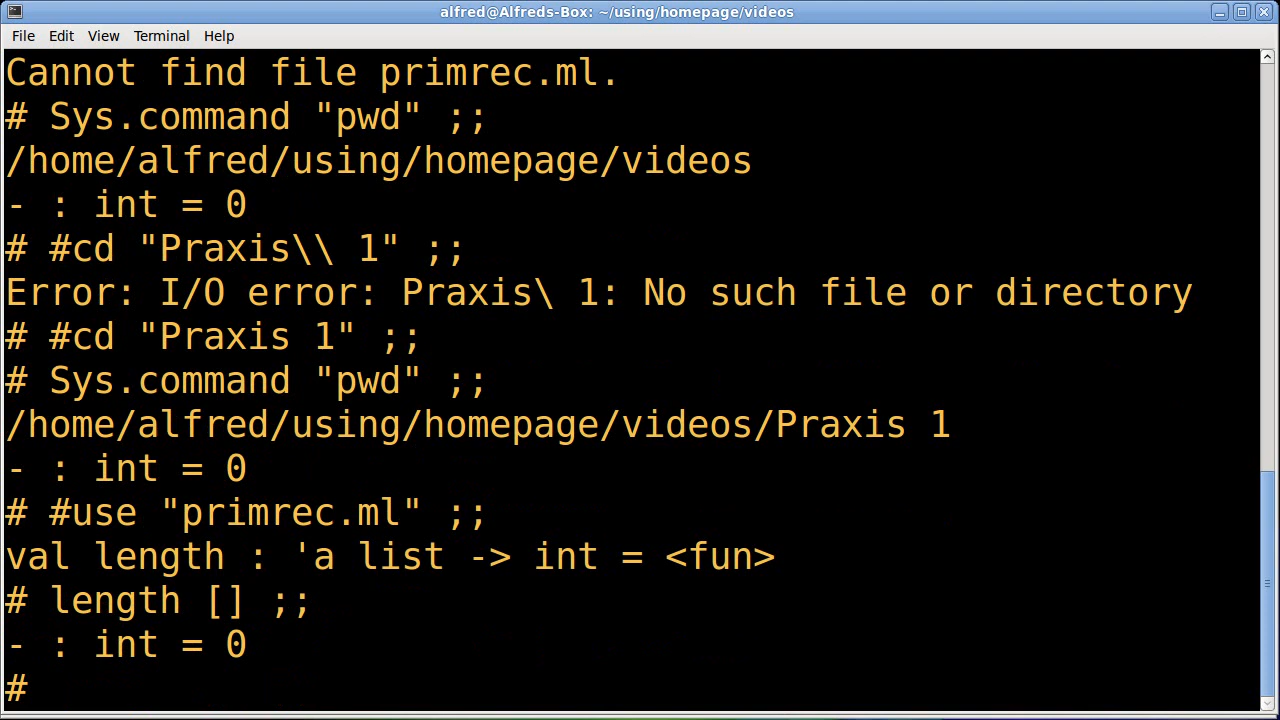 alfred@Alfreds-Box: ~/using/homepage/videos
File Edit View Terminal Help
Cannot find file primrec.ml.
# Sys.command "pwd" ;;
/home/alfred/using/homepage/videos
- : int = 0
# #cd "Praxis\\ 1" ;;
Error: I/O error: Praxis\ 1: No such file or directory
# #cd "Praxis 1" ;;
# Sys.command "pwd" ;;
/home/alfred/using/homepage/videos/Praxis 1
- : int = 0
# #use "primrec.ml" ;;
val length : 'a list -> int = <fun>
# length [] ;;
- : int = 0
#